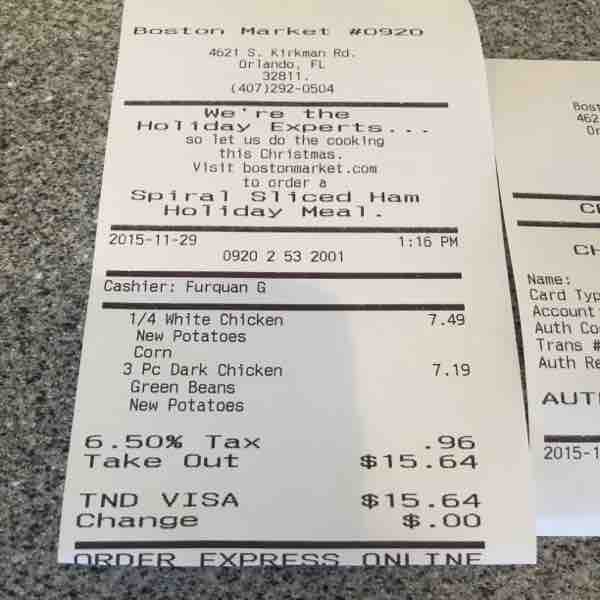 Boston Market #0920
4621 S. Kirkman Rd.
Orlando, FL
32811.
(407)292-0504
We're the
Holiday Experts...
so let us do the cooking
this Christmas.
Visit bostonmarket.com
to order a
Spiral Sliced Ham
Holiday Meal.
2015-11-29 1:16 PM
0920 2 53 2001
Cashier: Furquan G
1/4 White Chicken 7.49
New Potatoes
Corn
3 Pc Dark Chicken 7.19
Green Beans
New Potatoes
6.50% Tax .96
Take Out $15.64
TND VISA $15.64
Change $.00
ORDER EXPRESS ONLINE
Bost
462
Or
C
CH
Name:
Card Typ
Account
Auth Co
Trans #
Auth Re
AUT
2015-1